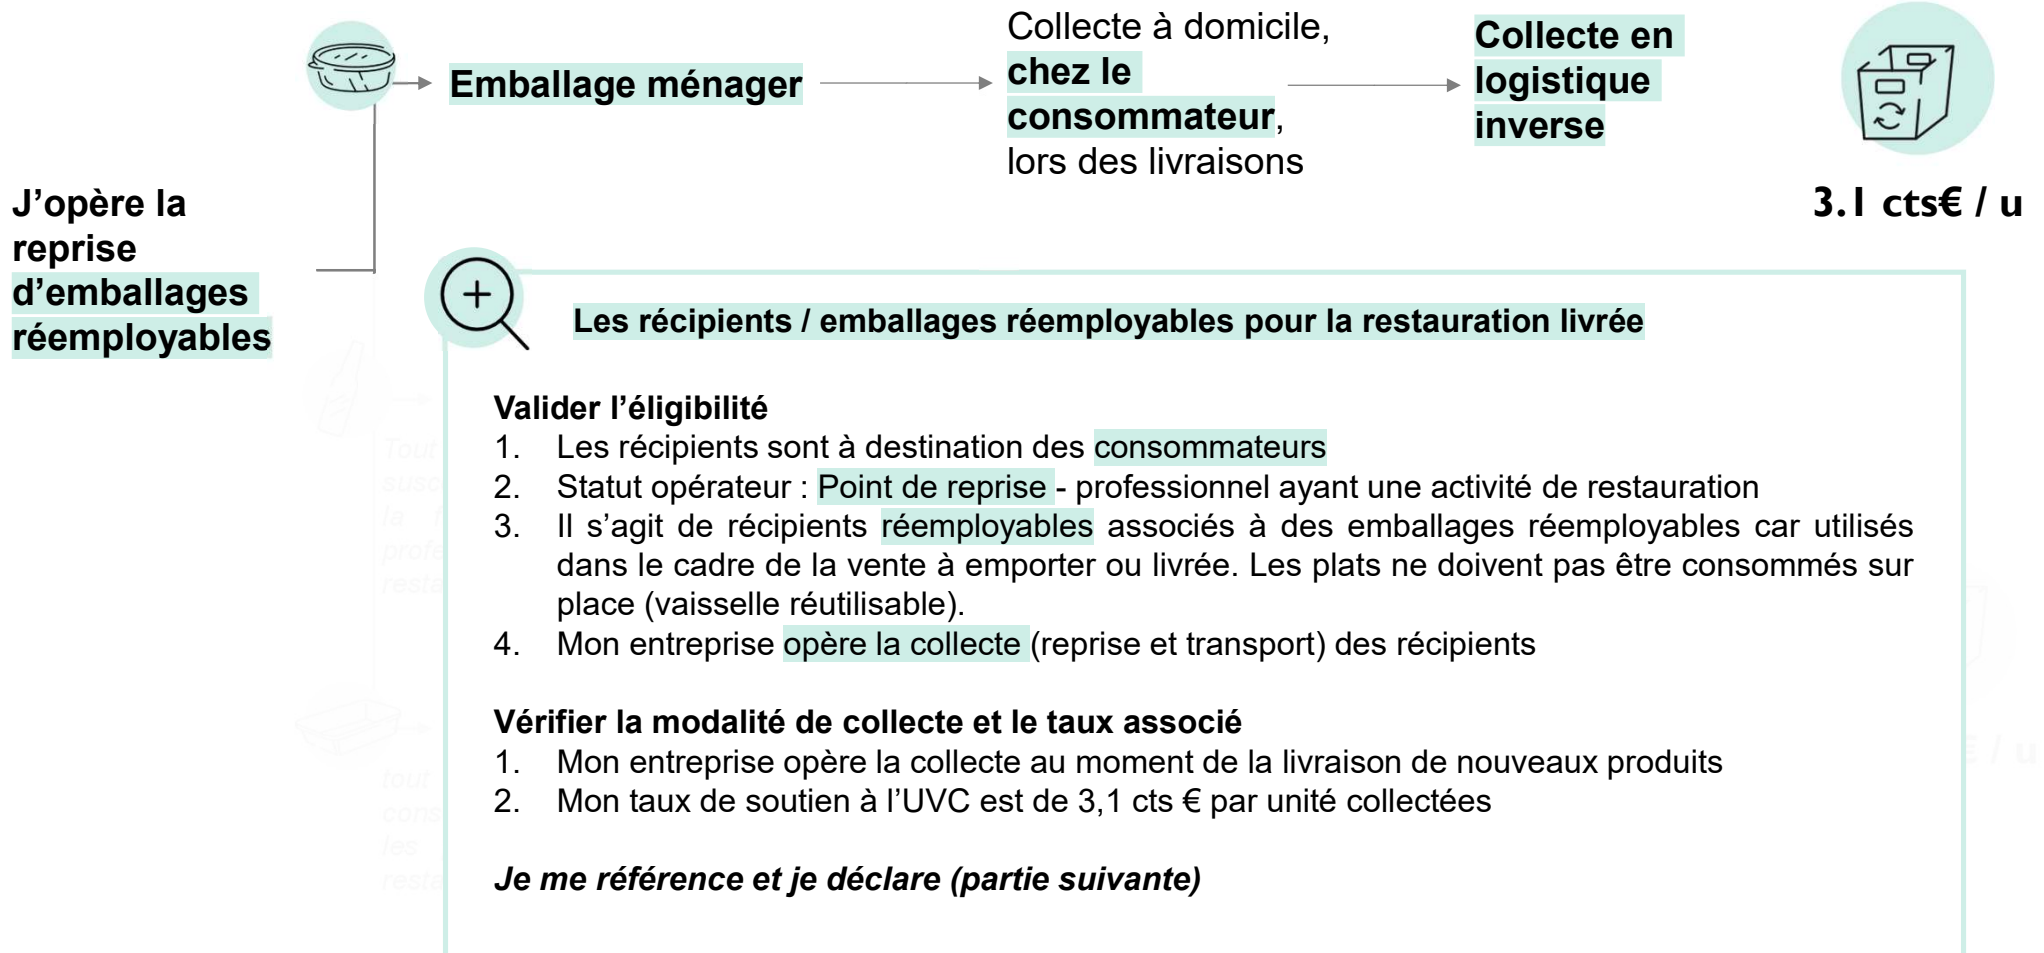 J’opère la
reprise
d’emballages
réemployables
Emballage ménager
Collecte à domicile,
chez le
consommateur,
lors des livraisons
Collecte en
logistique
inverse
3.1 cts€ / u
Les récipients / emballages réemployables pour la restauration livrée
Valider l’éligibilité
1. Les récipients sont à destination des consommateurs
2. Statut opérateur : Point de reprise - professionnel ayant une activité de restauration
3. Il s’agit de récipients réemployables associés à des emballages réemployables car utilisés
dans le cadre de la vente à emporter ou livrée. Les plats ne doivent pas être consommés sur
place (vaisselle réutilisable).
4. Mon entreprise opère la collecte (reprise et transport) des récipients
Vérifier la modalité de collecte et le taux associé
1. Mon entreprise opère la collecte au moment de la livraison de nouveaux produits
2. Mon taux de soutien à l’UVC est de 3,1 cts € par unité collectées
Je me référence et je déclare (partie suivante)
Tout
la
tout
les
€ / u